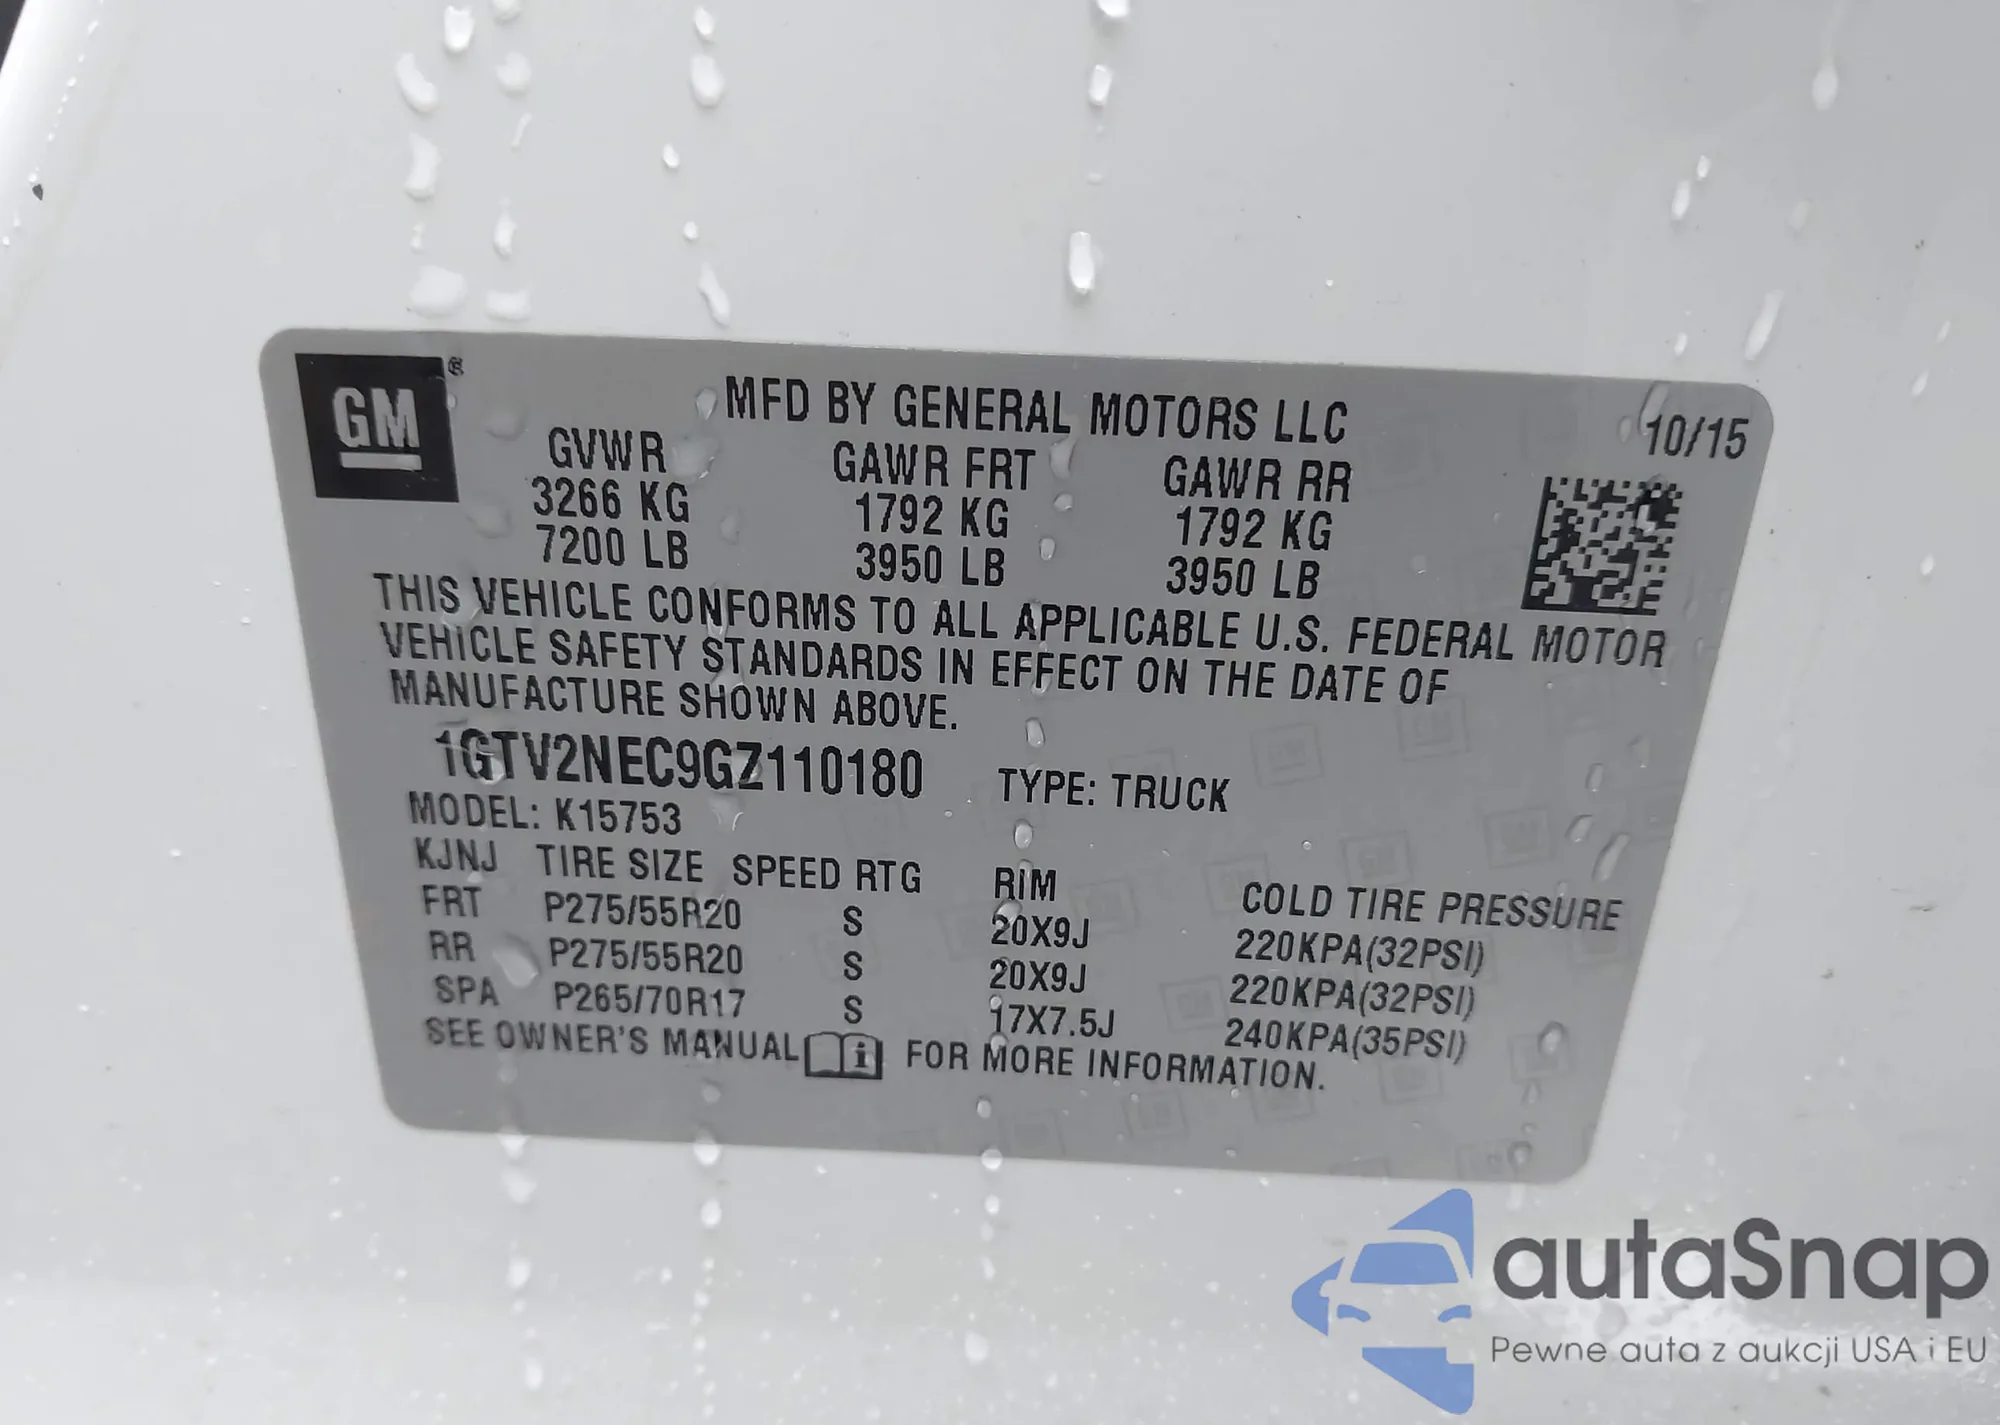 GM®
MFD BY GENERAL MOTORS LLC
10/15
GVWR GAWR FRT GAWR RR
3266 KG 1792 KG 1792 KG
7200 LB 3950 LB 3950 LB
THIS VEHICLE CONFORMS TO ALL APPLICABLE U.S. FEDERAL MOTOR
VEHICLE SAFETY STANDARDS IN EFFECT ON THE DATE OF
MANUFACTURE SHOWN ABOVE.
1GTV2NEC9GZ110180 TYPE: TRUCK
MODEL: K15753
KJNJ TIRE SIZE SPEED RTG RIM COLD TIRE PRESSURE
FRT P275/55R20 S 20X9J 220KPA(32PSI)
RR P275/55R20 S 20X9J 220KPA(32PSI)
SPA P265/70R17 S 17X7.5J 240KPA(35PSI)
SEE OWNER'S MANUAL FOR MORE INFORMATION.
autaSnap
Pewne auta z aukcji USA i EU